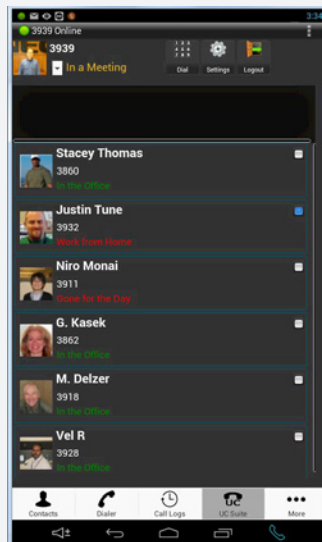 3:34
3939 Online
3939
In a Meeting
Dial
Settings
Logout
Stacey Thomas
3860
In the Office
Justin Tune
3932
Work from Home
Niro Monai
3911
Gone for the Day
G. Kasek
3862
In the Office
M. Delzer
3918
In the Office
Vel R
3928
In the Office
Contacts
Dialer
Call Logs
UC
UC Suite
More